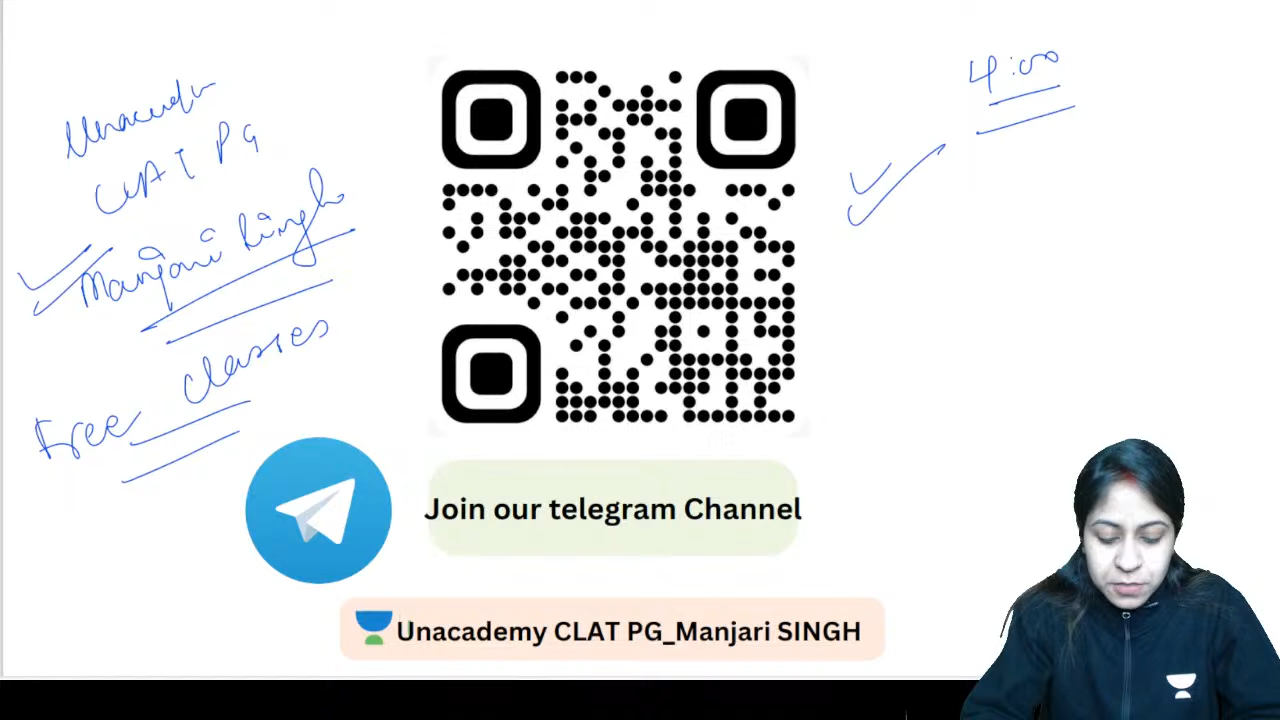 Unacademy
CLAT PG
Manjari Singh
Free classes
4:00
Join our telegram Channel
Unacademy CLAT PG_Manjari SINGH